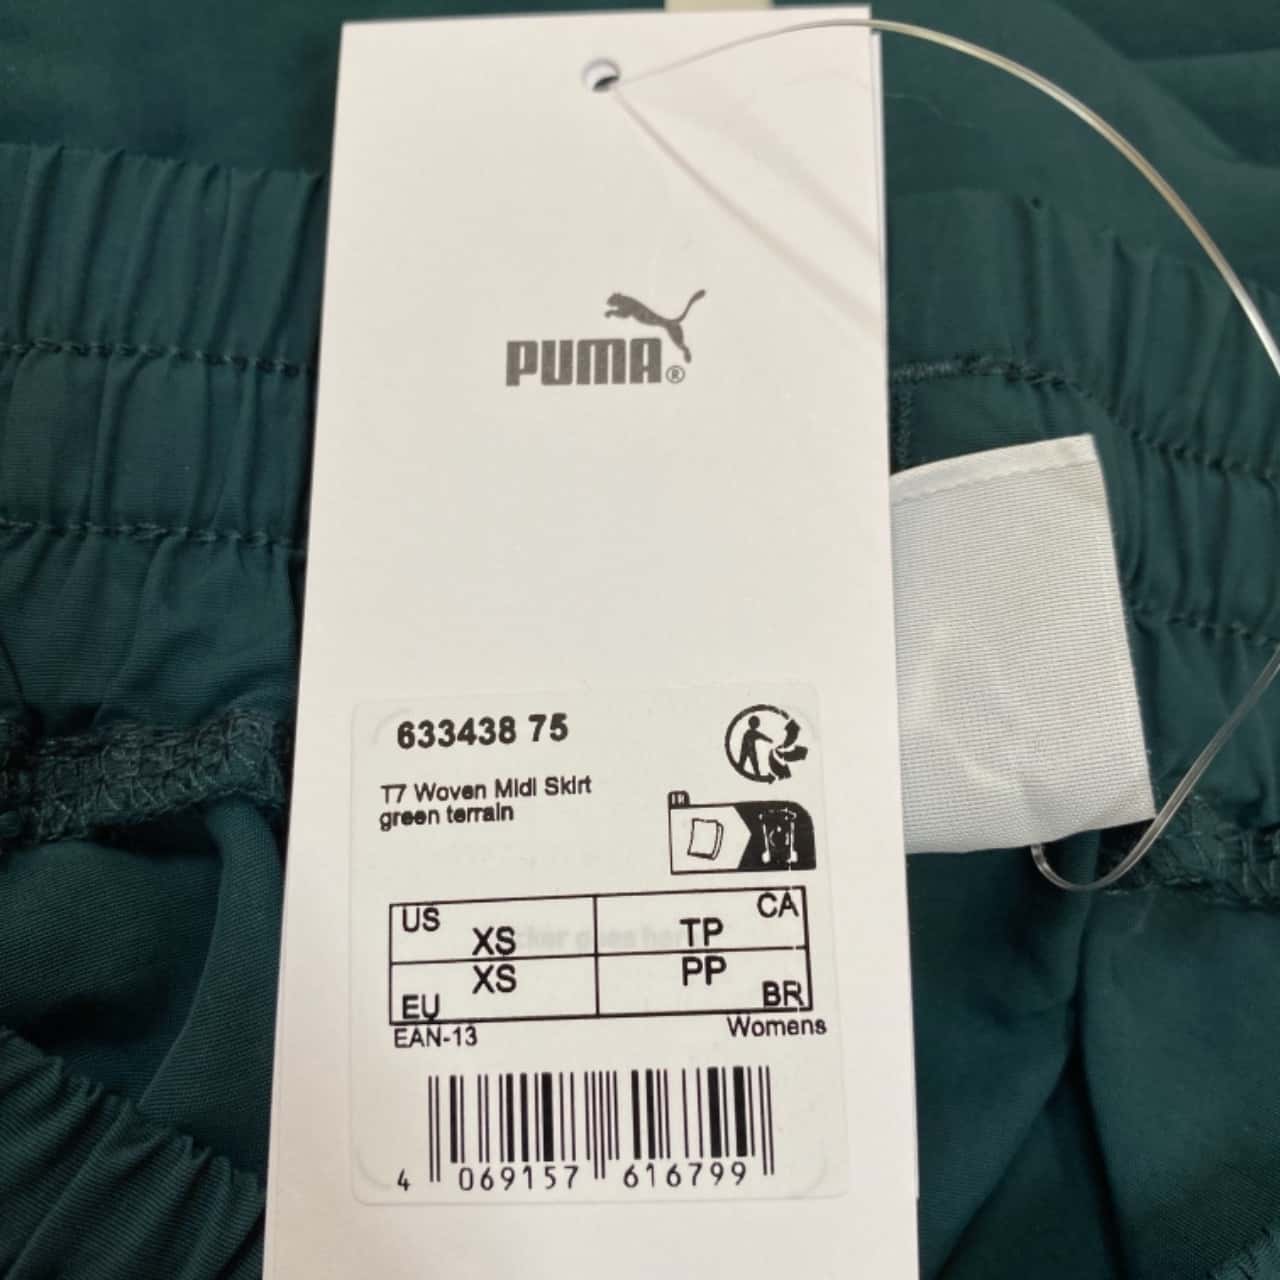 PUMA®
633438 75
T7 Woven Midi Skirt
green terrain
FR
US XS
TP CA
EU XS
PP BR
EAN-13
Womens
4 069157 616799